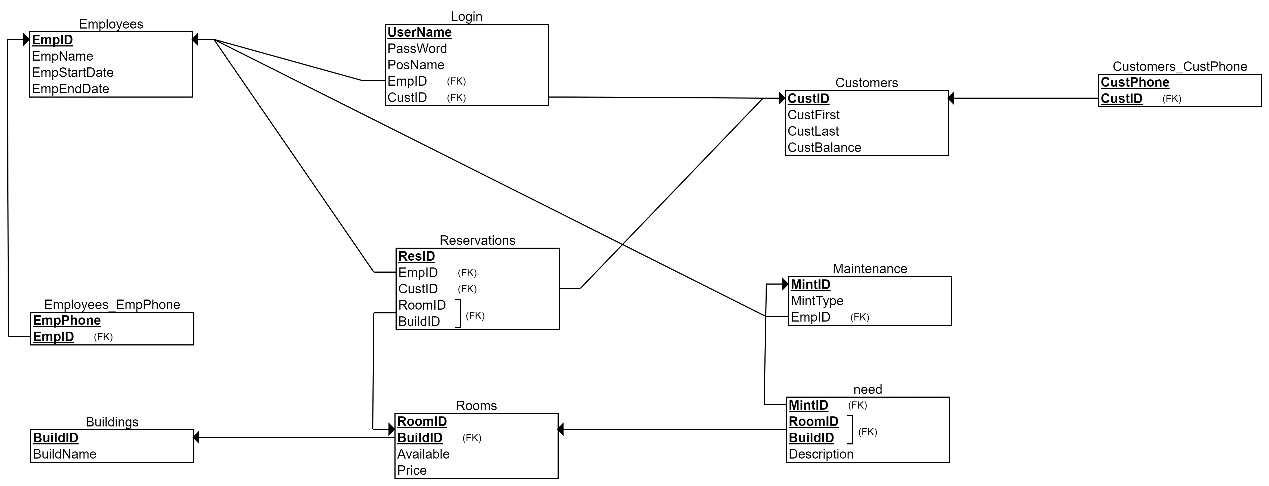 Employees
EmpID
EmpName
EmpStartDate
EmpEndDate
Login
UserName
PassWord
PosName
EmpID (FK)
CustID (FK)
Customers
CustID
CustFirst
CustLast
CustBalance
Customers_CustPhone
CustPhone
CustID (FK)
Reservations
ResID
EmpID (FK)
CustID (FK)
RoomID
BuildID
(FK)
Maintenance
MintID
MintType
EmpID (FK)
Employees_EmpPhone
EmpPhone
EmpID (FK)
Buildings
BuildID
BuildName
Rooms
RoomID
BuildID (FK)
Available
Price
need
MintID (FK)
RoomID
BuildID
(FK)
Description